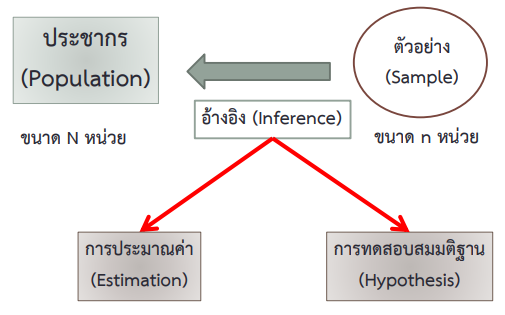 ประชากร
(Population)
ขนาด N หน่วย
ตัวอย่าง
(Sample)
ขนาด n หน่วย
อ้างอิง (Inference)
การประมาณค่า
(Estimation)
การทดสอบสมมติฐาน
(Hypothesis)